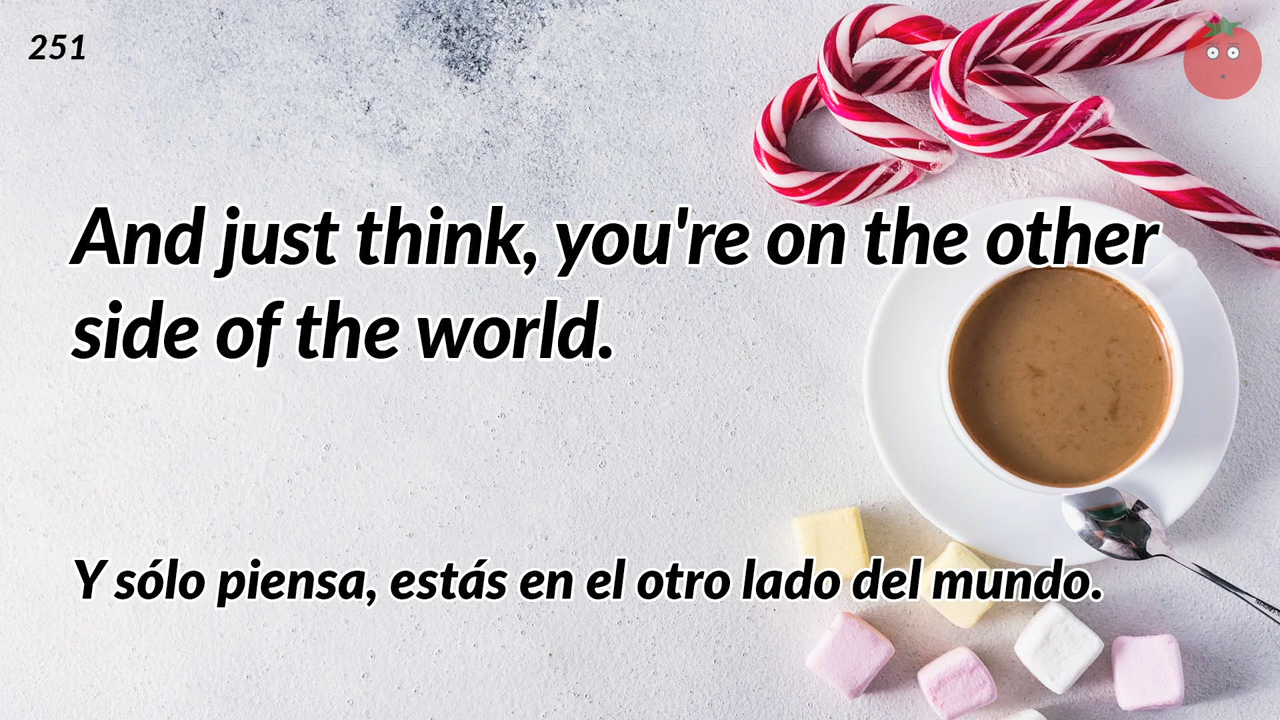 251
And just think, you're on the other
side of the world.
Y sólo piensa, estás en el otro lado del mundo.